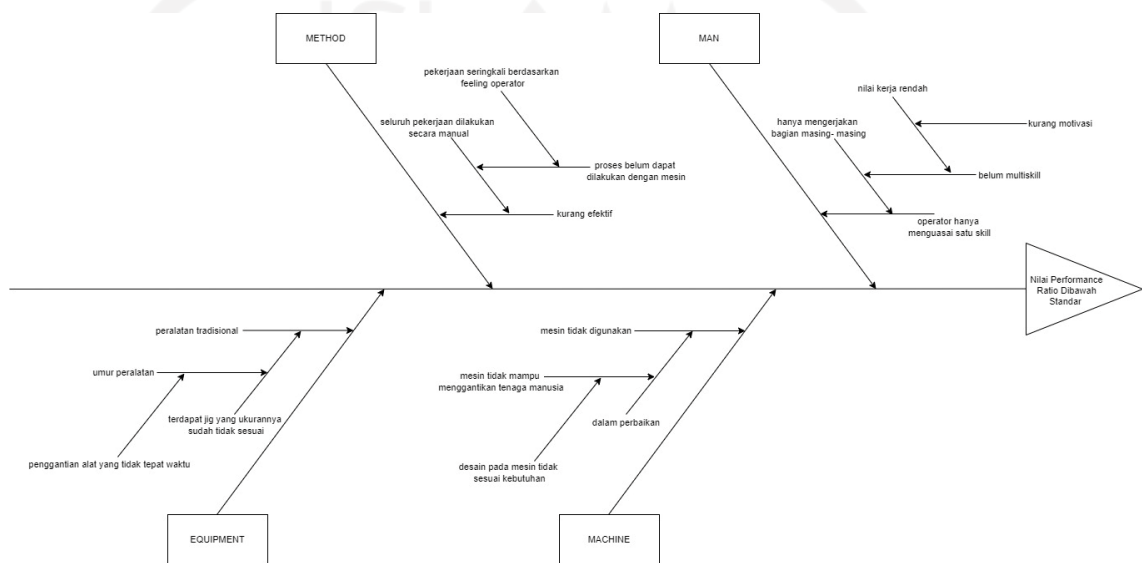 METHOD
MAN
pekerjaan seringkali berdasarkan
feeling operator
nilai kerja rendah
seluruh pekerjaan dilakukan
secara manual
hanya mengerjakan
bagian masing- masing
kurang motivasi
proses belum dapat
dilakukan dengan mesin
belum multiskill
kurang efektif
operator hanya
menguasai satu skill
Nilai Performance
Ratio Dibawah
Standar
peralatan tradisional
mesin tidak digunakan
umur peralatan
mesin tidak mampu
menggantikan tenaga manusia
terdapat jig yang ukurannya
sudah tidak sesuai
dalam perbaikan
penggantian alat yang tidak tepat waktu
desain pada mesin tidak
sesuai kebutuhan
EQUIPMENT
MACHINE